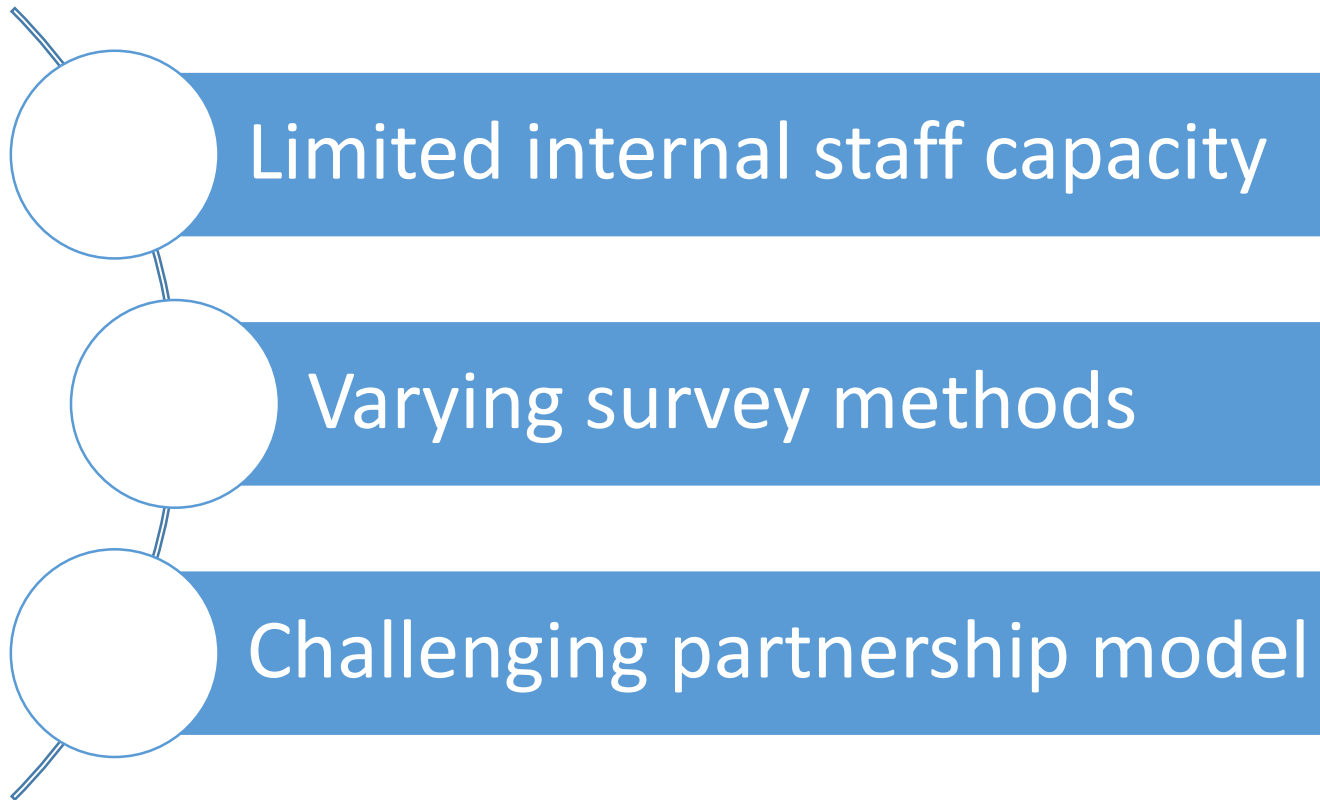 Limited internal staff capacity
Varying survey methods
Challenging partnership model